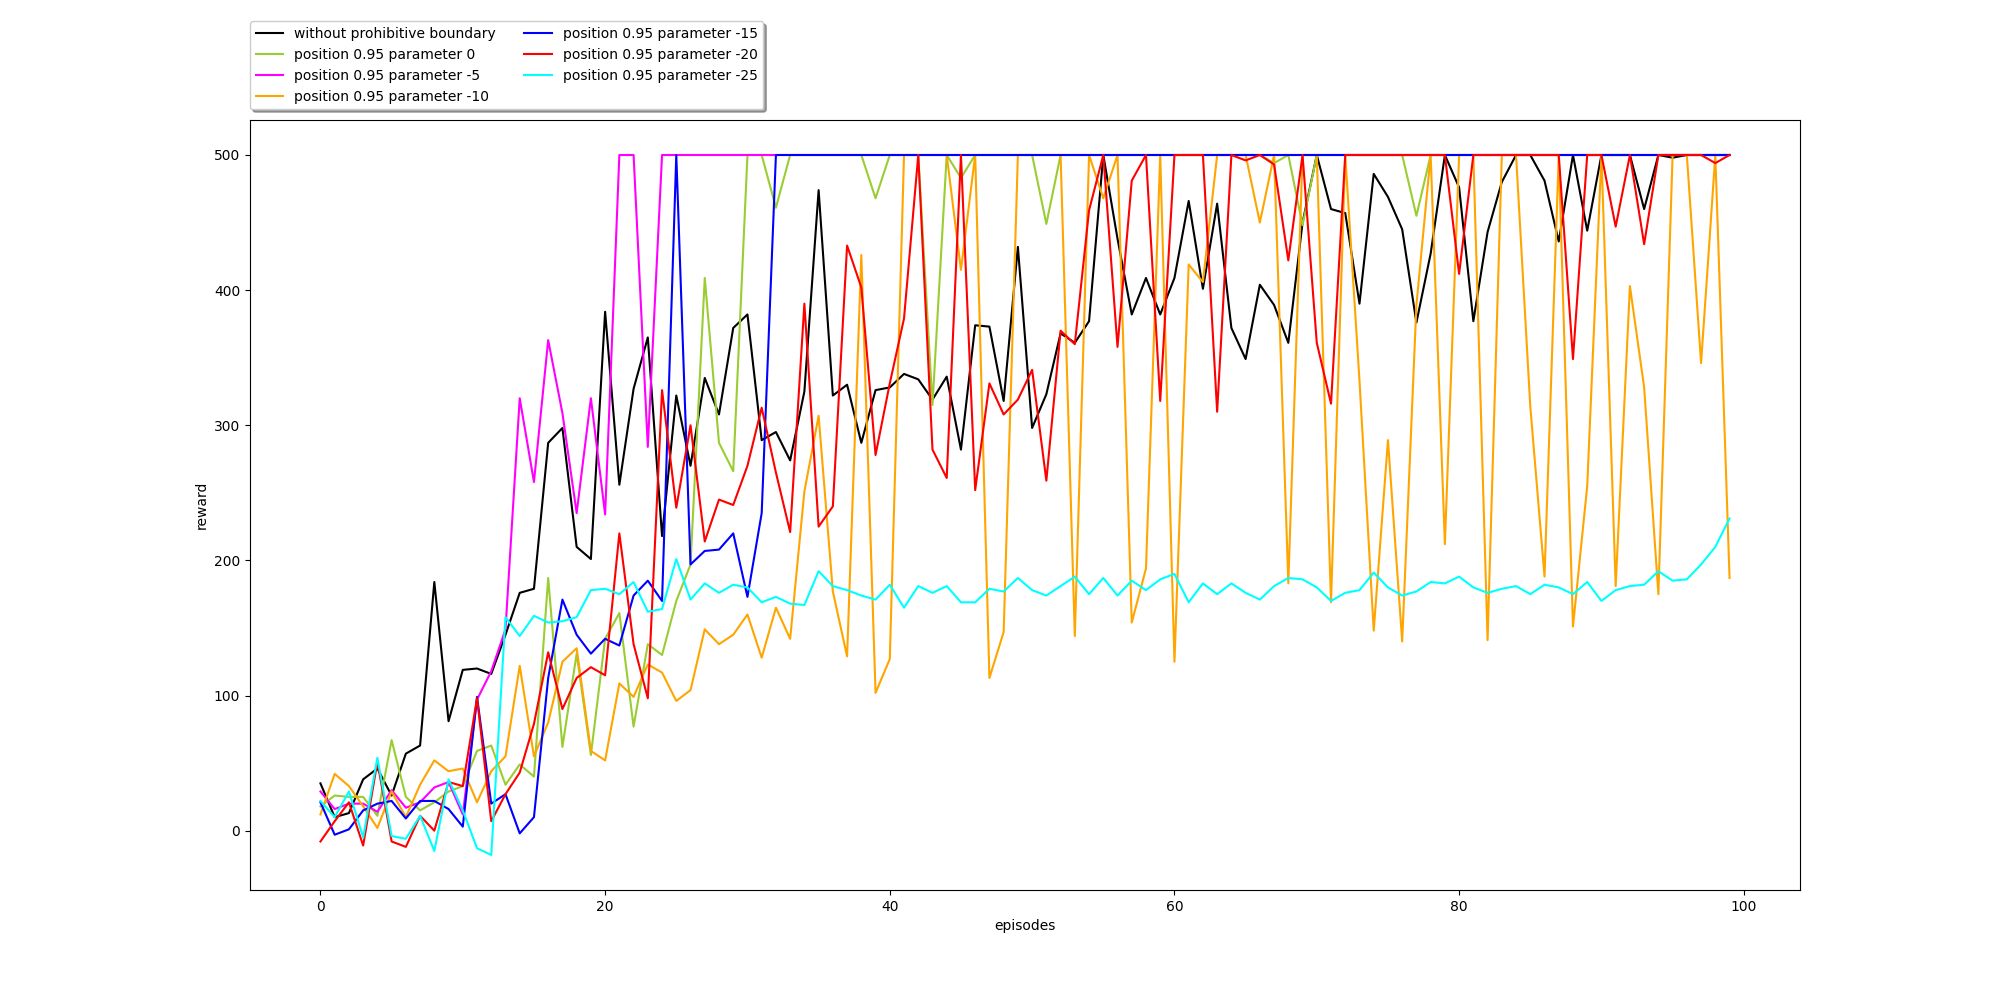 without prohibitive boundary
position 0.95 parameter 0
position 0.95 parameter -5
position 0.95 parameter -10
position 0.95 parameter -15
position 0.95 parameter -20
position 0.95 parameter -25
500
400
300
200
100
0
reward
0 20 40 60 80 100
episodes